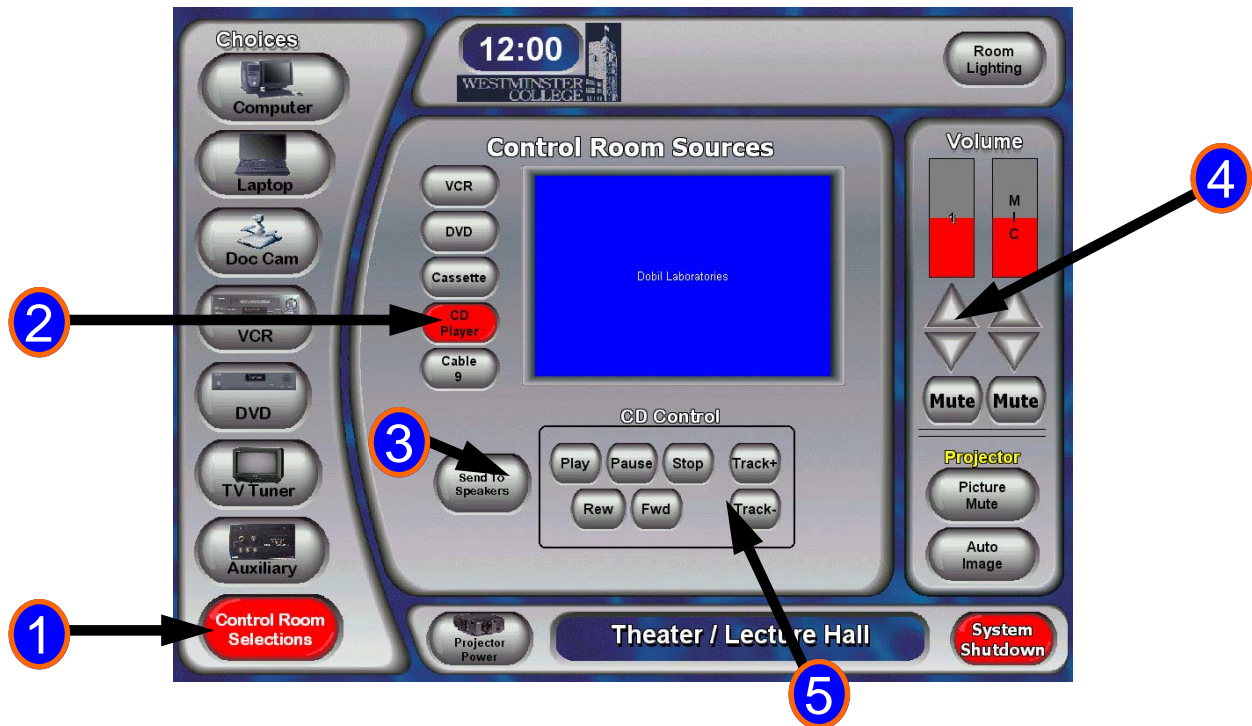 Choices
Computer
Laptop
Doc Cam
VCR
DVD
TV Tuner
Auxiliary
Control Room
Selections
12:00
WESTMINSTER
COLLEGE
Room
Lighting
Control Room Sources
VCR
DVD
Cassette
CD
Player
Cable
9
Dobil Laboratories
Send To
Speakers
CD Control
Play Pause Stop Track+
Rew Fwd Track-
Volume
1
M
I
C
Mute Mute
Projector
Picture
Mute
Auto
Image
Projector
Power
Theater / Lecture Hall
System
Shutdown
1
2
3
4
5